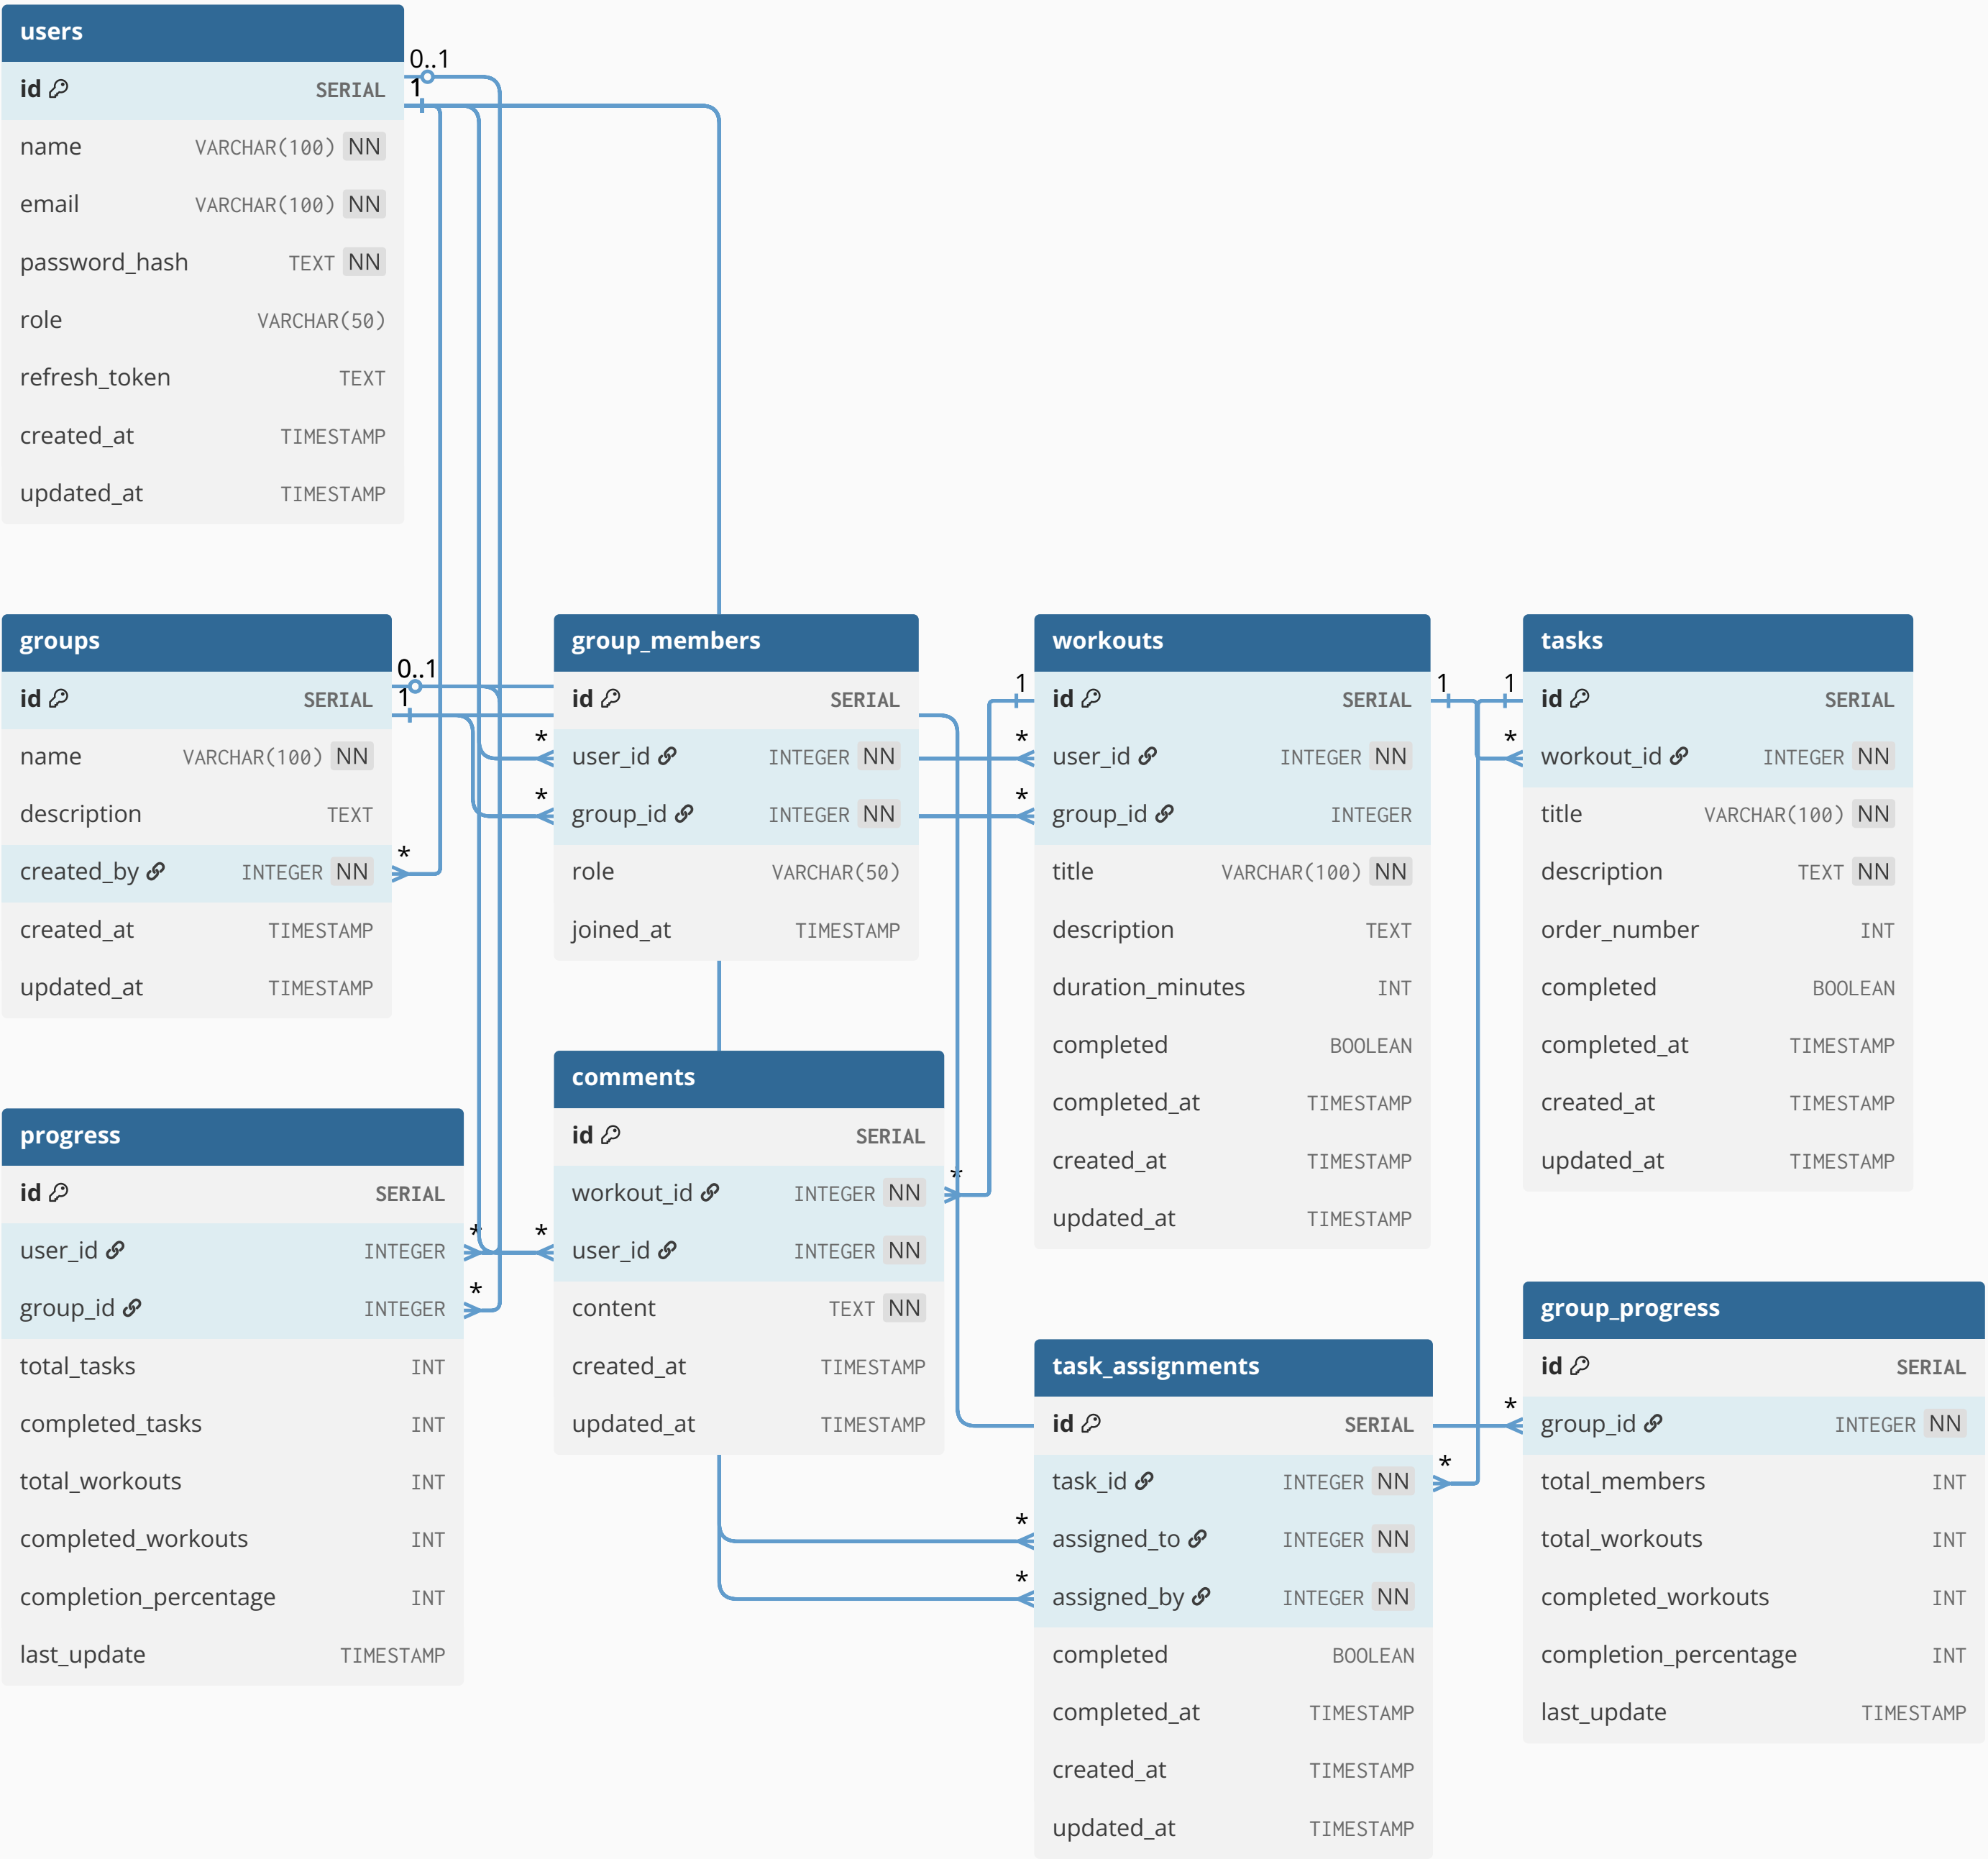 users
id SERIAL
name VARCHAR(100) NN
email VARCHAR(100) NN
password_hash TEXT NN
role VARCHAR(50)
refresh_token TEXT
created_at TIMESTAMP
updated_at TIMESTAMP
0..1
1
groups
id SERIAL
name VARCHAR(100) NN
description TEXT
created_by INTEGER NN
created_at TIMESTAMP
updated_at TIMESTAMP
0..1
1
*
group_members
id SERIAL
* user_id INTEGER NN
* group_id INTEGER NN
role VARCHAR(50)
joined_at TIMESTAMP
workouts
1 id SERIAL 1
* user_id INTEGER NN
* group_id INTEGER
title VARCHAR(100) NN
description TEXT
duration_minutes INT
completed BOOLEAN
completed_at TIMESTAMP
created_at TIMESTAMP
updated_at TIMESTAMP
tasks
1 id SERIAL
* workout_id INTEGER NN
title VARCHAR(100) NN
description TEXT NN
order_number INT
completed BOOLEAN
completed_at TIMESTAMP
created_at TIMESTAMP
updated_at TIMESTAMP
progress
id SERIAL
user_id INTEGER *
group_id INTEGER *
total_tasks INT
completed_tasks INT
total_workouts INT
completed_workouts INT
completion_percentage INT
last_update TIMESTAMP
comments
id SERIAL
workout_id INTEGER NN *
* user_id INTEGER NN
content TEXT NN
created_at TIMESTAMP
updated_at TIMESTAMP
task_assignments
id SERIAL
task_id INTEGER NN *
* assigned_to INTEGER NN
* assigned_by INTEGER NN
completed BOOLEAN
completed_at TIMESTAMP
created_at TIMESTAMP
updated_at TIMESTAMP
group_progress
id SERIAL
* group_id INTEGER NN
total_members INT
total_workouts INT
completed_workouts INT
completion_percentage INT
last_update TIMESTAMP